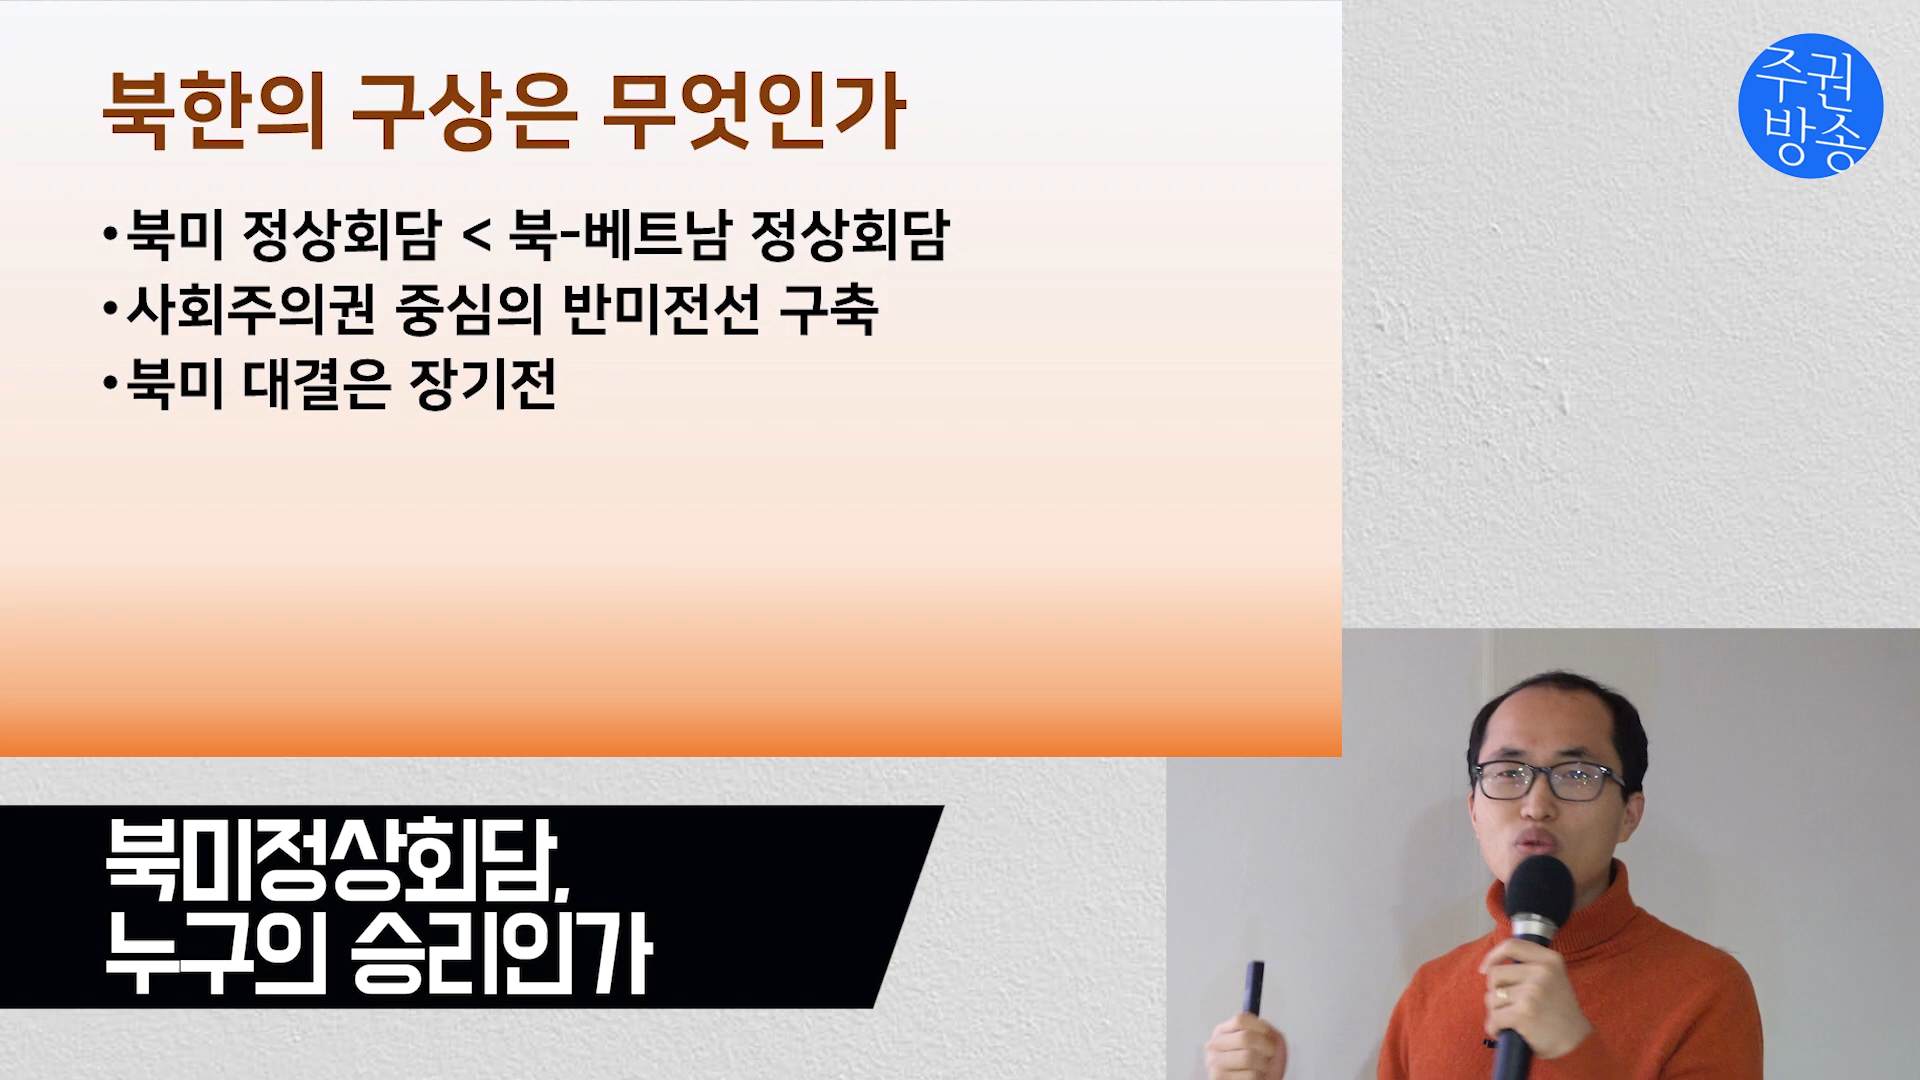 북한의 구상은 무엇인가
•북미 정상회담 < 북-베트남 정상회담
•사회주의권 중심의 반미전선 구축
•북미 대결은 장기전
주권
방송
북미정상회담,
누구의 승리인가